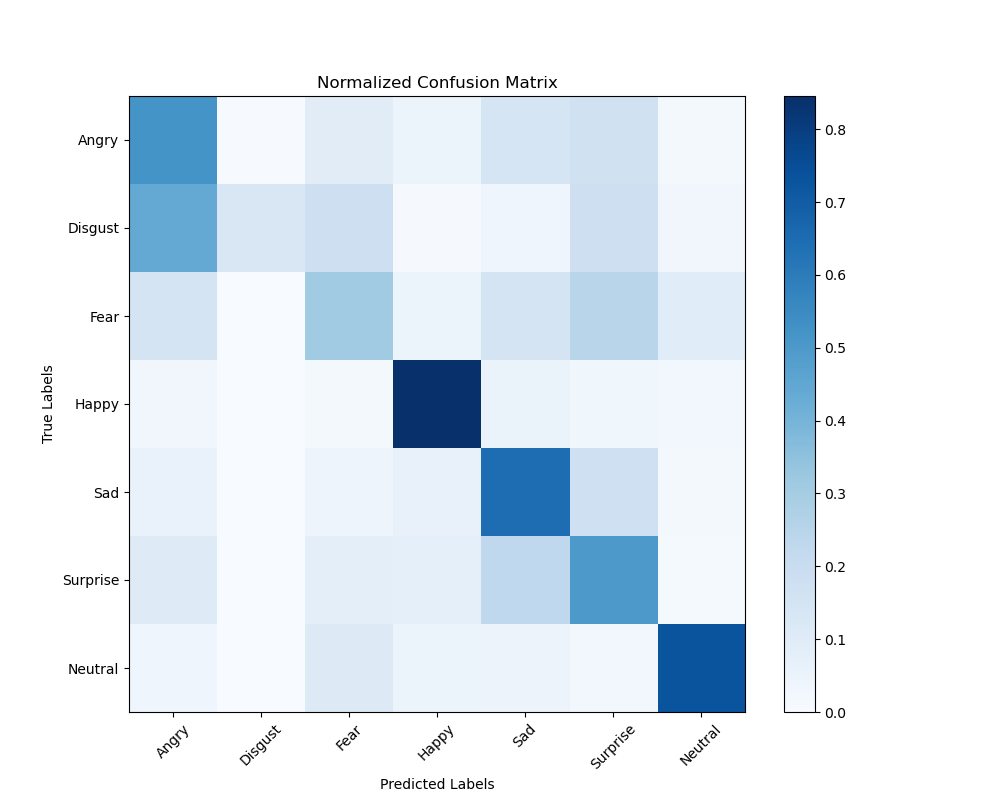 Normalized Confusion Matrix
True Labels
Angry
Disgust
Fear
Happy
Sad
Surprise
Neutral
Angry
Disgust
Fear
Happy
Sad
Surprise
Neutral
Predicted Labels
0.8
0.7
0.6
0.5
0.4
0.3
0.2
0.1
0.0